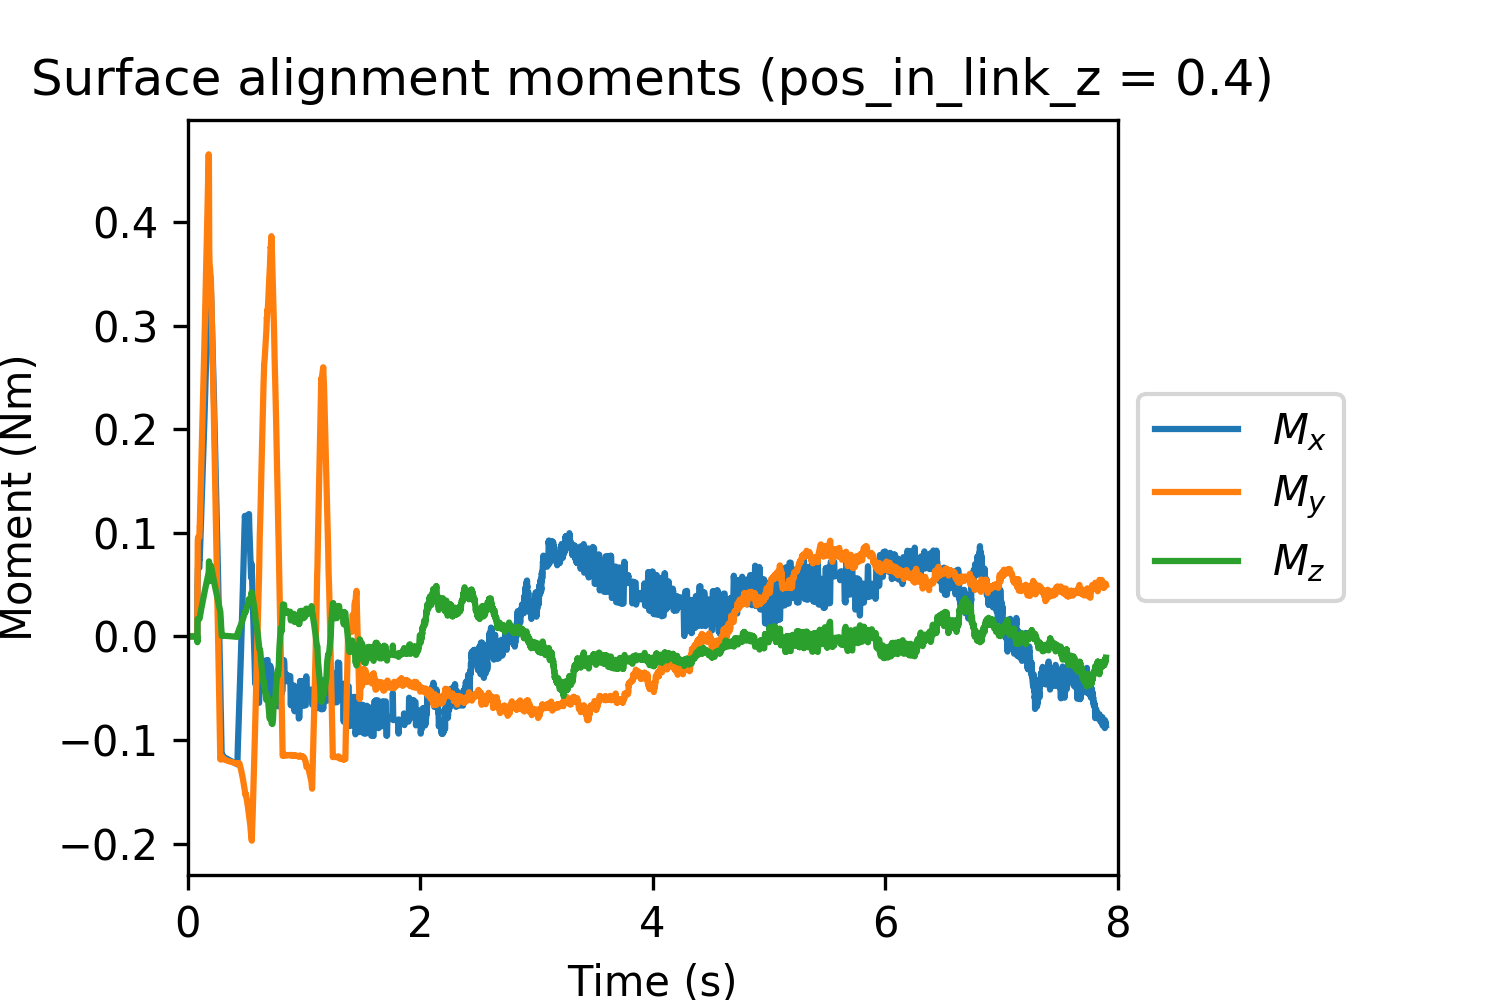 Surface alignment moments (pos_in_link_z = 0.4)
Moment (Nm)
0.4
0.3
0.2
0.1
0.0
−0.1
−0.2
0 2 4 6 8
Time (s)
Mx
My
Mz